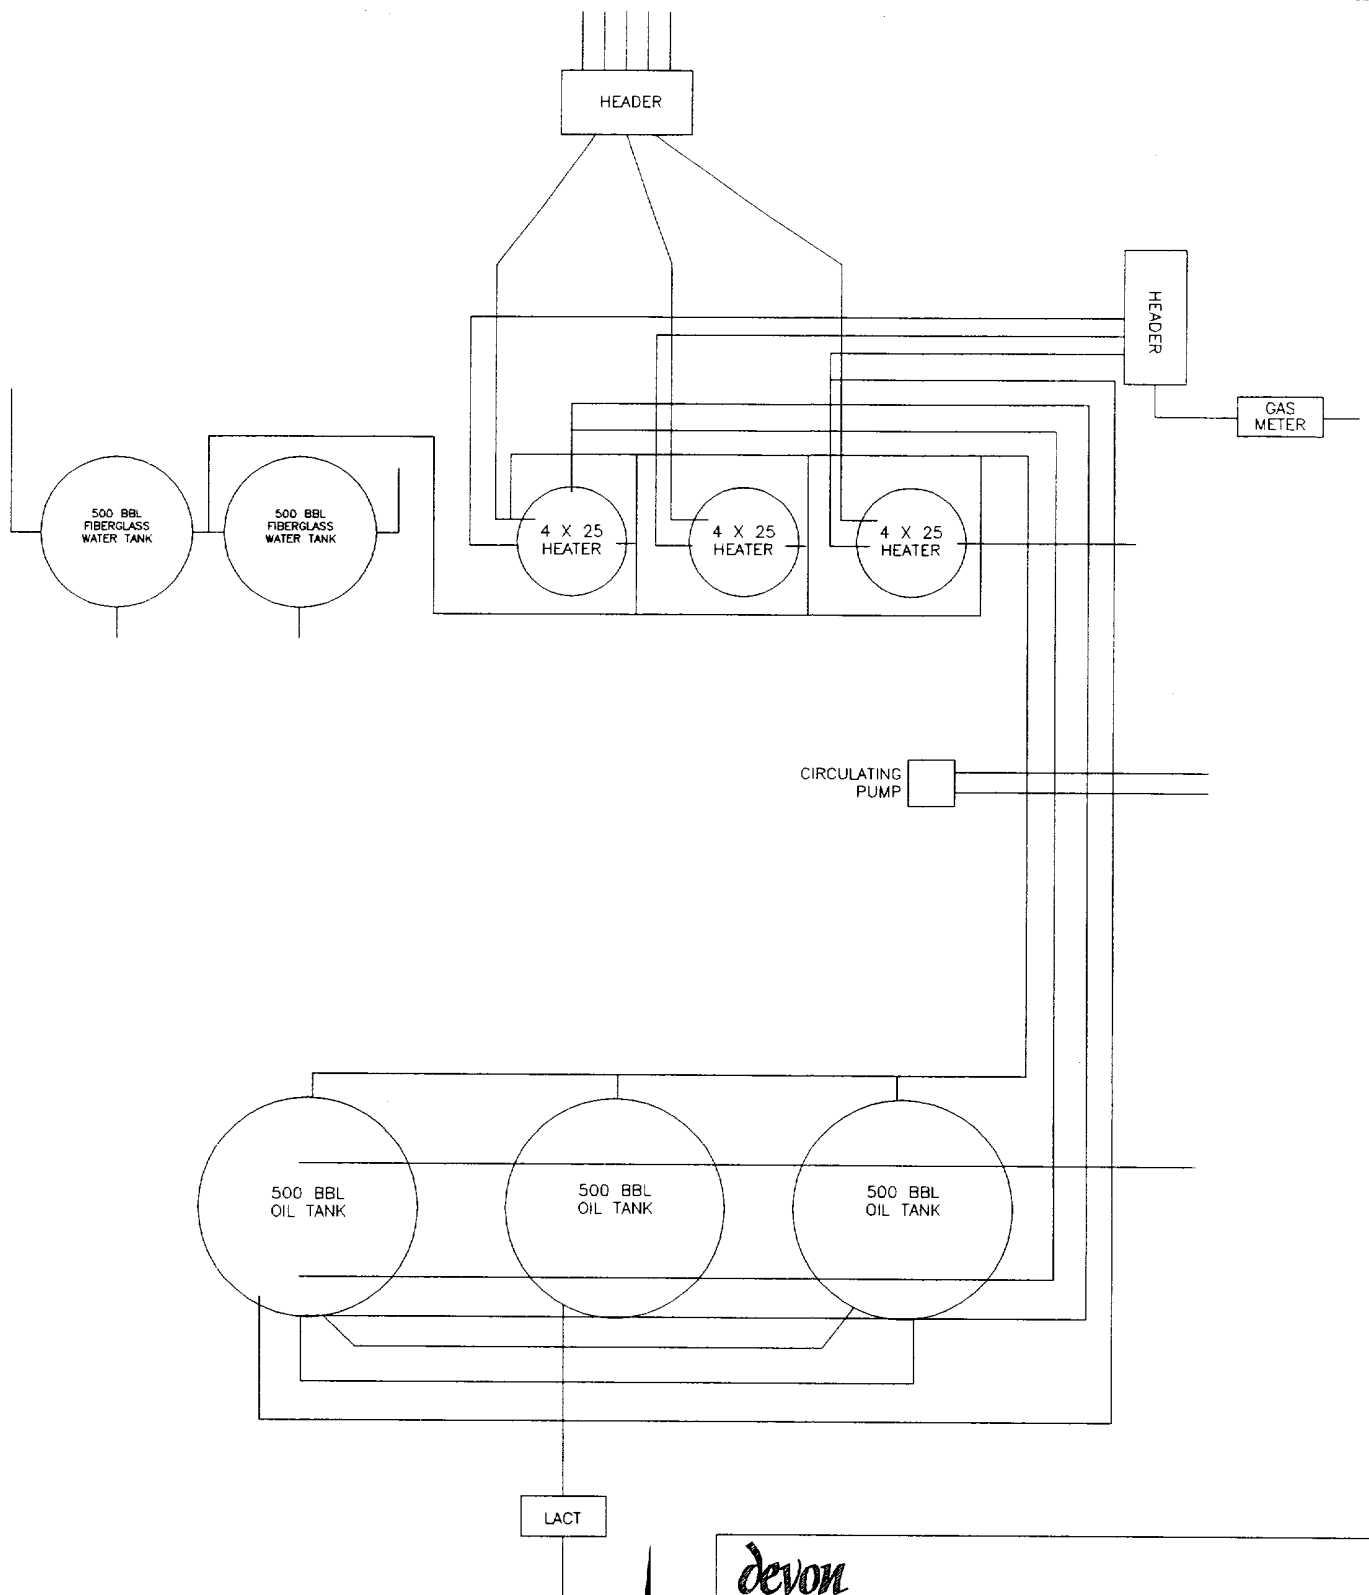 HEADER
HEADER
GAS
METER
500 BBL
FIBERGLASS
WATER TANK
500 BBL
FIBERGLASS
WATER TANK
4 X 25
HEATER
4 X 25
HEATER
4 X 25
HEATER
CIRCULATING
PUMP
500 BBL
OIL TANK
500 BBL
OIL TANK
500 BBL
OIL TANK
LACT
devon